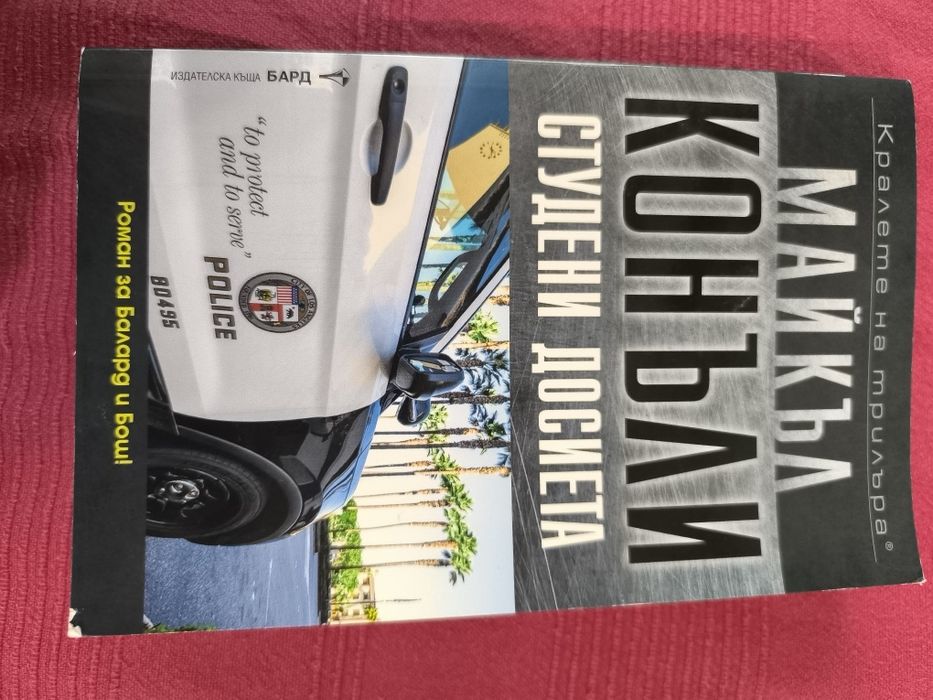 Кралете на трилъра®
МАЙКЪЛ
КОНЪЛИ
СТУДЕНИ ДОСИЕТА
ИЗДАТЕЛСКА КЪЩА БАРД
"to protect
and to serve"
POLICE
80495
Роман за Балард и Бош!